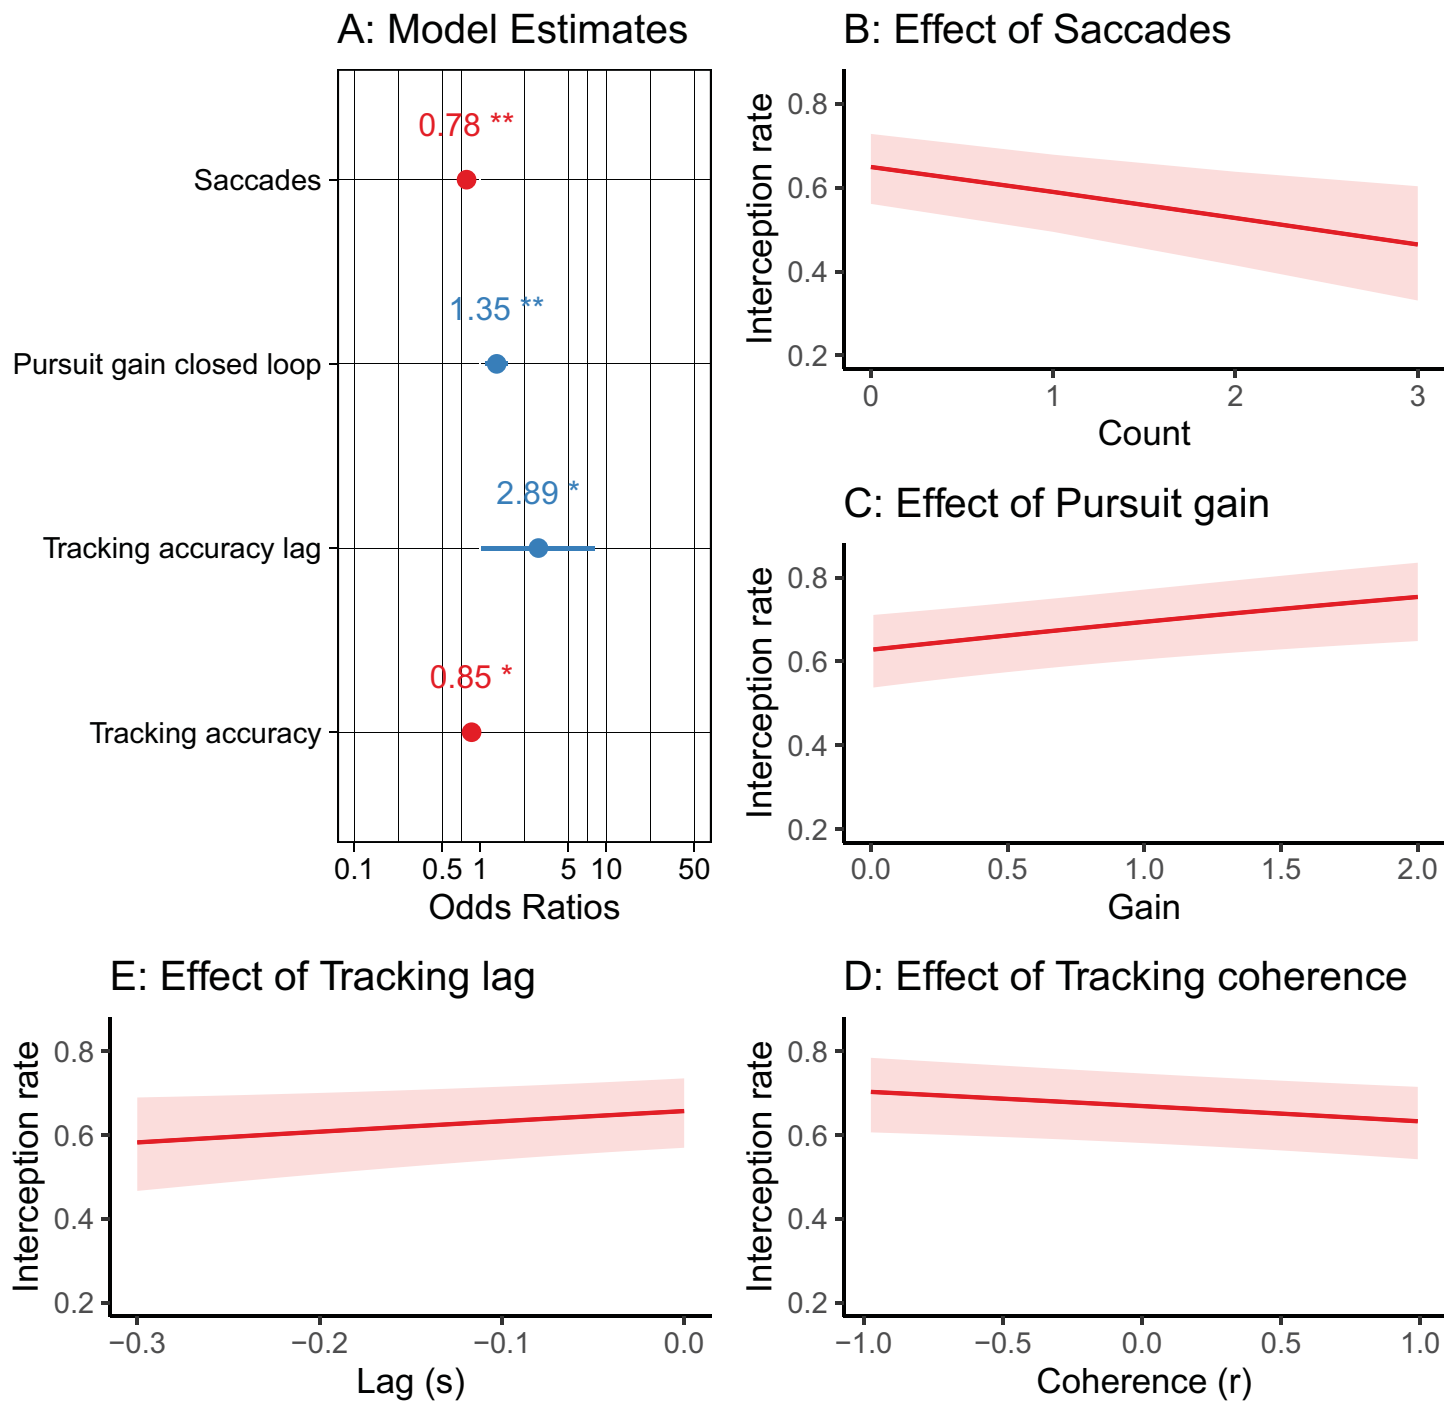 A: Model Estimates
0.78 **
Saccades
1.35 **
Pursuit gain closed loop
2.89 *
Tracking accuracy lag
0.85 *
Tracking accuracy
0.1 0.5 1 5 10 50
Odds Ratios
B: Effect of Saccades
Interception rate
0.8
0.6
0.4
0.2
0 1 2 3
Count
C: Effect of Pursuit gain
Interception rate
0.8
0.6
0.4
0.2
0.0 0.5 1.0 1.5 2.0
Gain
E: Effect of Tracking lag
Interception rate
0.8
0.6
0.4
0.2
−0.3 −0.2 −0.1 0.0
Lag (s)
D: Effect of Tracking coherence
Interception rate
0.8
0.6
0.4
0.2
−1.0 −0.5 0.0 0.5 1.0
Coherence (r)